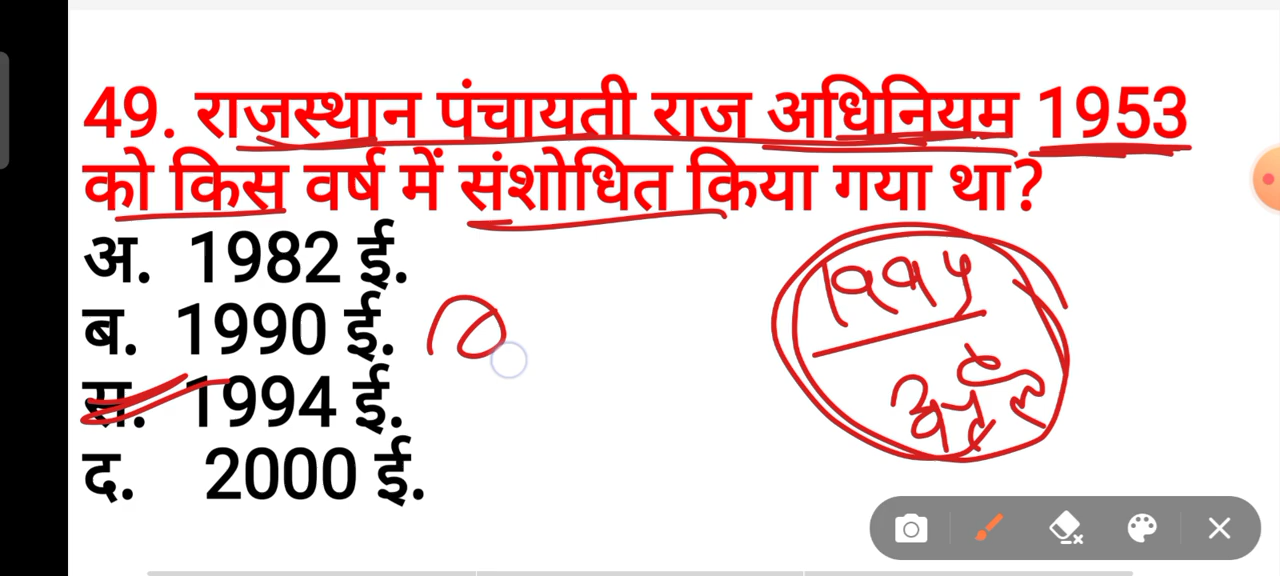 49. राजस्थान पंचायती राज अधिनियम 1953
को किस वर्ष में संशोधित किया गया था?
अ. 1982 ई.
ब. 1990 ई.
स. 1994 ई.
द. 2000 ई.